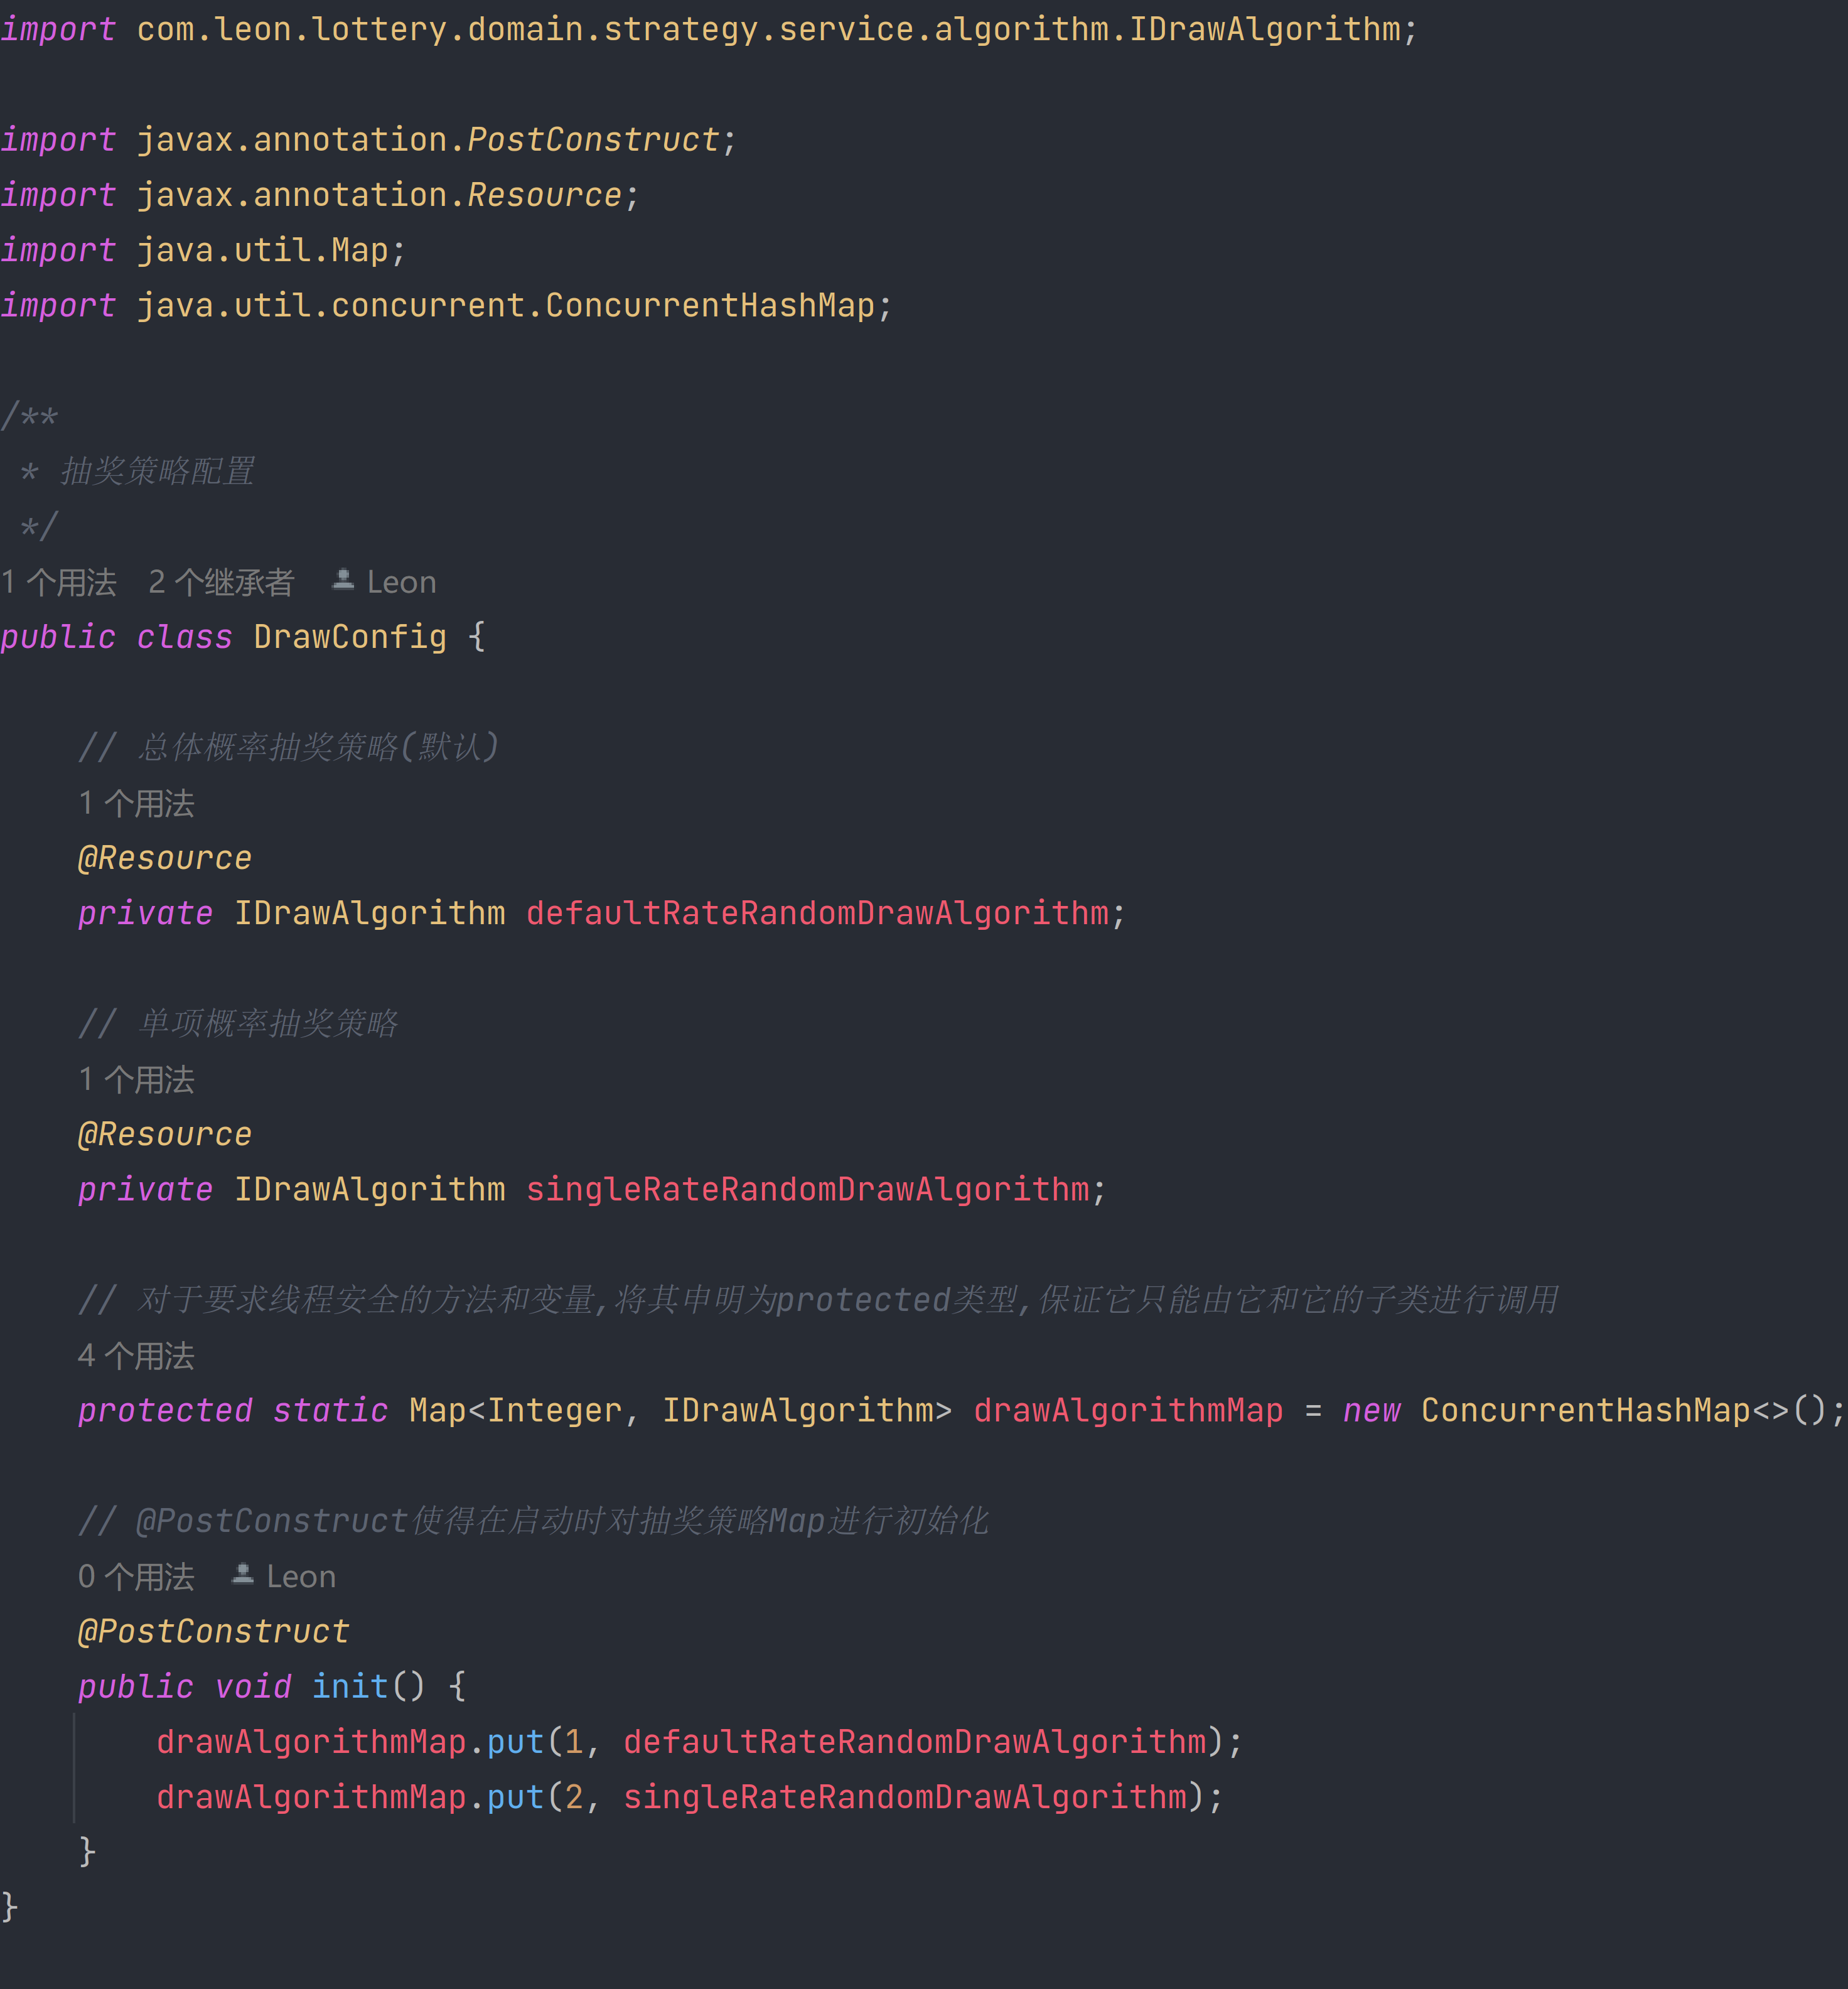 import com.leon.lottery.domain.strategy.service.algorithm.IDrawAlgorithm;
import javax.annotation.PostConstruct;
import javax.annotation.Resource;
import java.util.Map;
import java.util.concurrent.ConcurrentHashMap;
/**
 * 抽奖策略配置
 */
1 个用法 2 个继承者 Leon
public class DrawConfig {
    // 总体概率抽奖策略(默认)
    1 个用法
    @Resource
    private IDrawAlgorithm defaultRateRandomDrawAlgorithm;
    // 单项概率抽奖策略
    1 个用法
    @Resource
    private IDrawAlgorithm singleRateRandomDrawAlgorithm;
    // 对于要求线程安全的方法和变量,将其申明为protected类型,保证它只能由它和它的子类进行调用
    4 个用法
    protected static Map<Integer, IDrawAlgorithm> drawAlgorithmMap = new ConcurrentHashMap<>();
    // @PostConstruct使得在启动时对抽奖策略Map进行初始化
    0 个用法 Leon
    @PostConstruct
    public void init() {
        drawAlgorithmMap.put(1, defaultRateRandomDrawAlgorithm);
        drawAlgorithmMap.put(2, singleRateRandomDrawAlgorithm);
    }
}